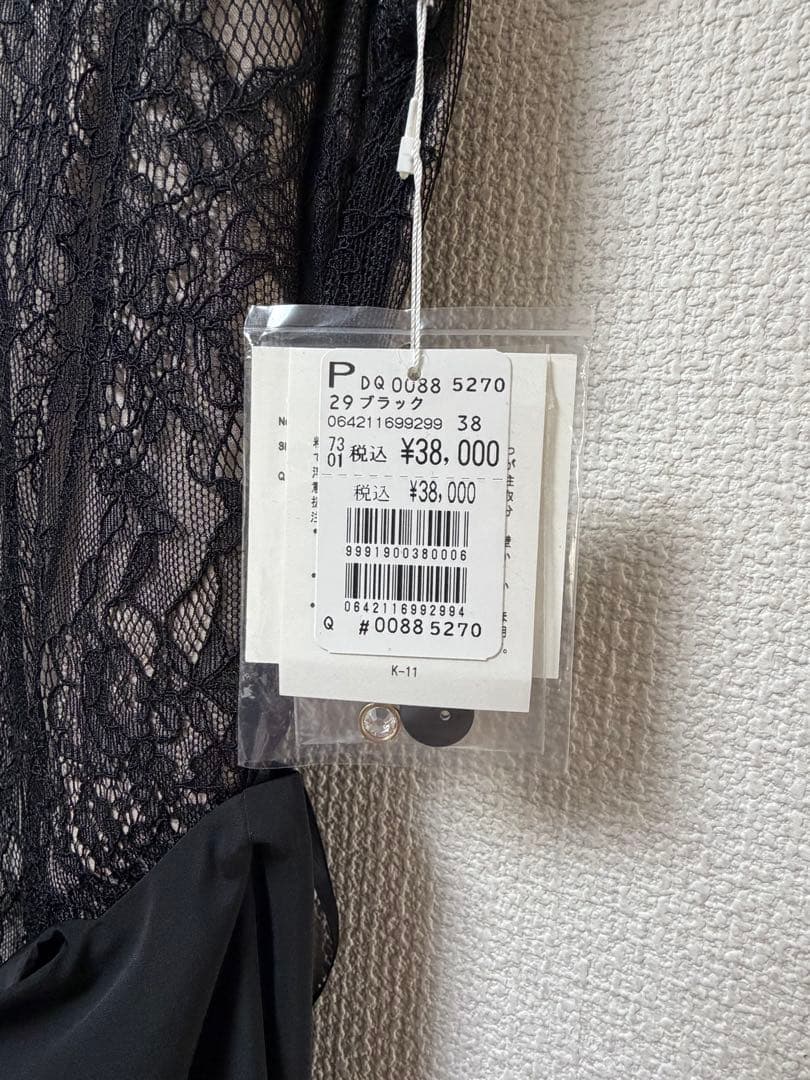 P DQ 0088 5270
29 ブラック
064211699299 38
73
01 税込 ¥38,000
税込 ¥38,000
9991900380006
0642116992994
Q #0088 5270
K-11